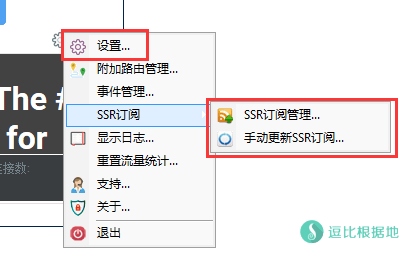 The #
for
连接数:
设置...
附加路由管理...
事件管理...
SSR订阅
显示日志...
重置流量统计...
支持...
关于...
退出
SSR订阅管理...
手动更新SSR订阅...
逗比根据地